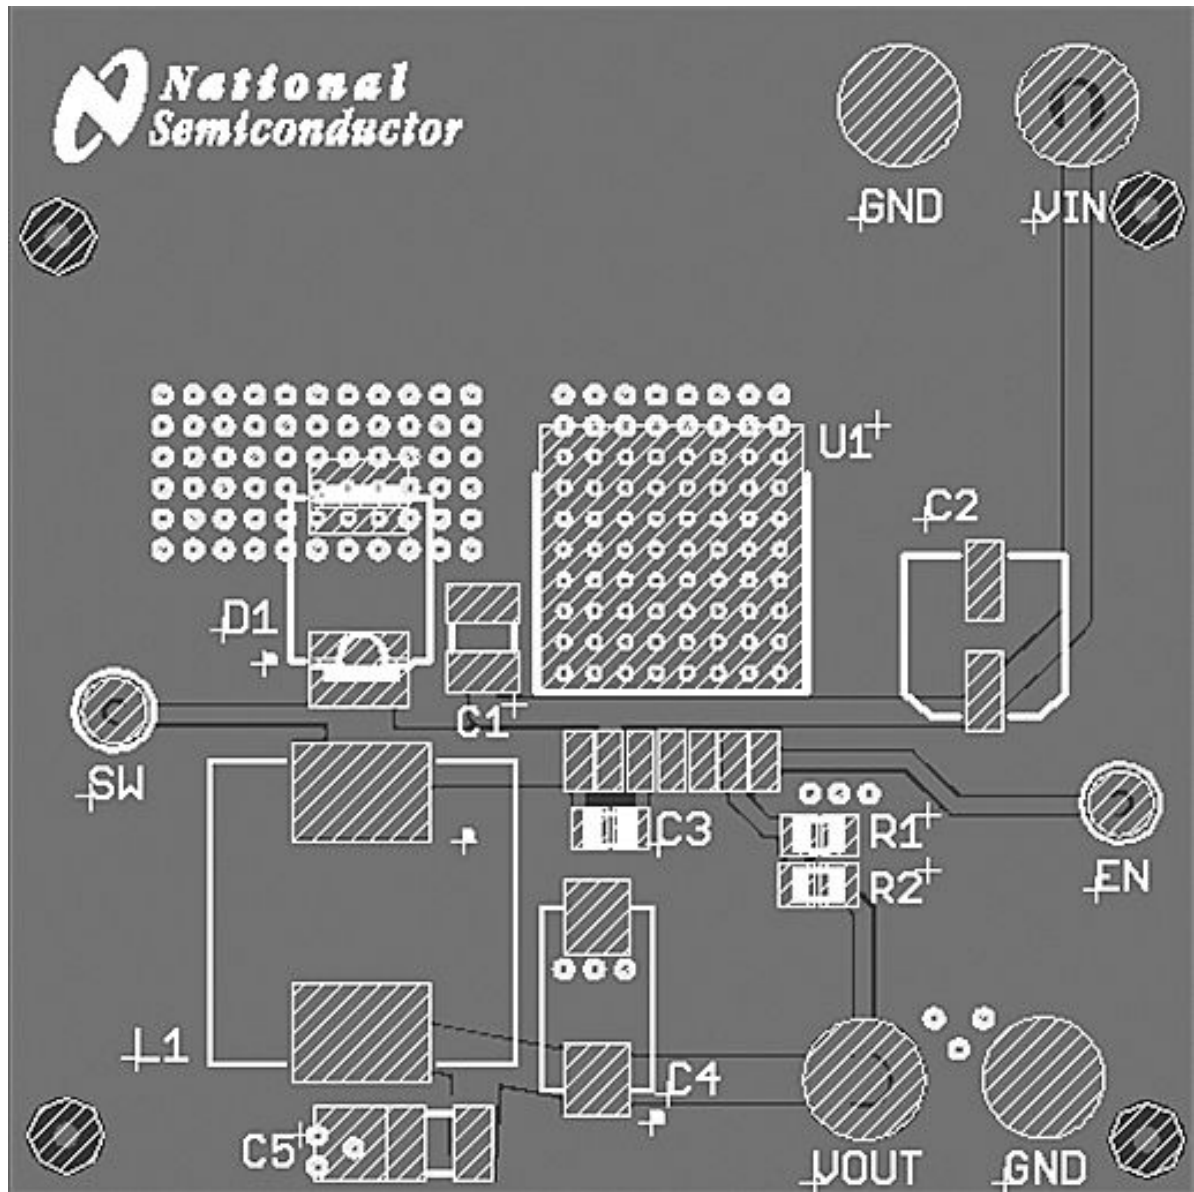 National
Semiconductor
GND
VIN
U1
C2
D1
C1
SW
C3
R1
R2
EN
L1
C4
C5
VOUT
GND